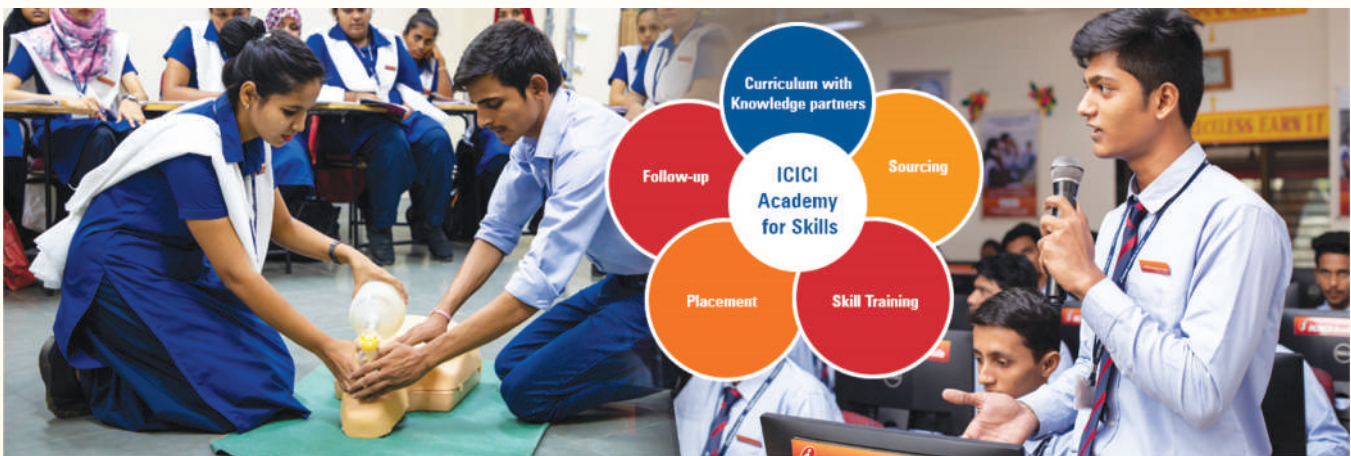 Curriculum with
Knowledge partners
Follow-up
ICICI
Academy
for Skills
Sourcing
Placement
Skill Training